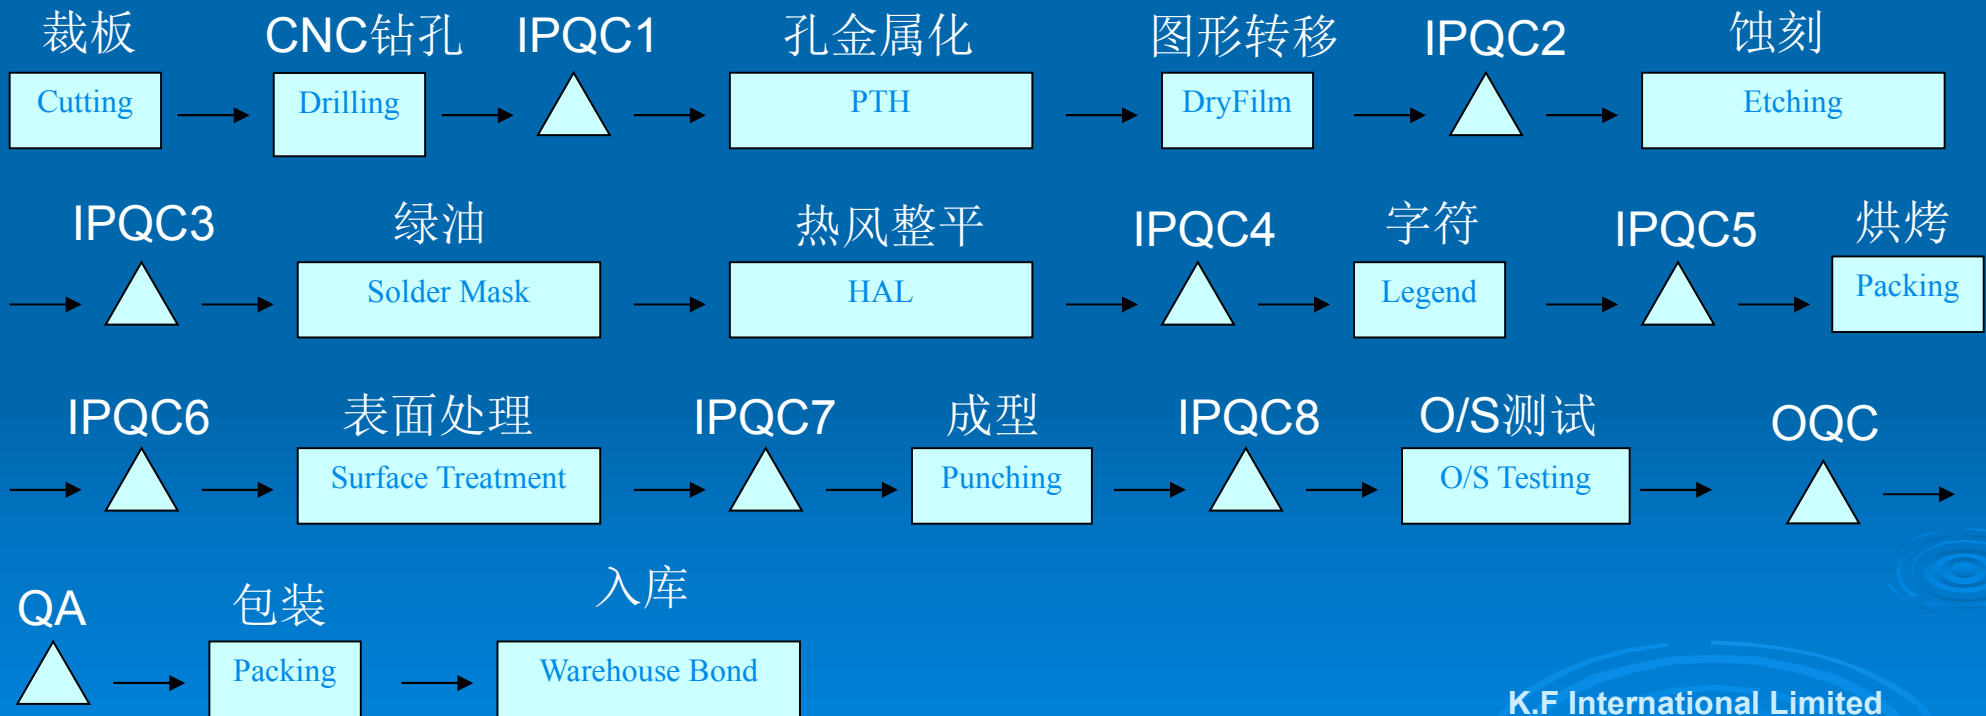 裁板 CNC钻孔 IPQC1 孔金属化 图形转移 IPQC2 蚀刻
Cutting Drilling PTH DryFilm Etching
IPQC3 绿油 热风整平 IPQC4 字符 IPQC5 烘烤
Solder Mask HAL Legend Packing
IPQC6 表面处理 IPQC7 成型 IPQC8 O/S测试 OQC
Surface Treatment Punching O/S Testing
QA 包装 入库
Packing Warehouse Bond
K.F International Limited